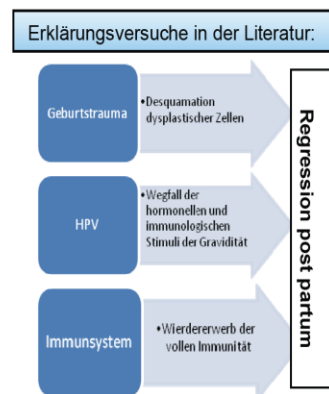 Erklärungsversuche in der Literatur:
Geburtstrauma
•Desquamation
dysplastischer Zellen
HPV
•Wegfall der
hormonellen und
immunologischen
Stimuli der Gravidität
Immunsystem
•Wierdererwerb der
vollen Immunität
Regression post partum